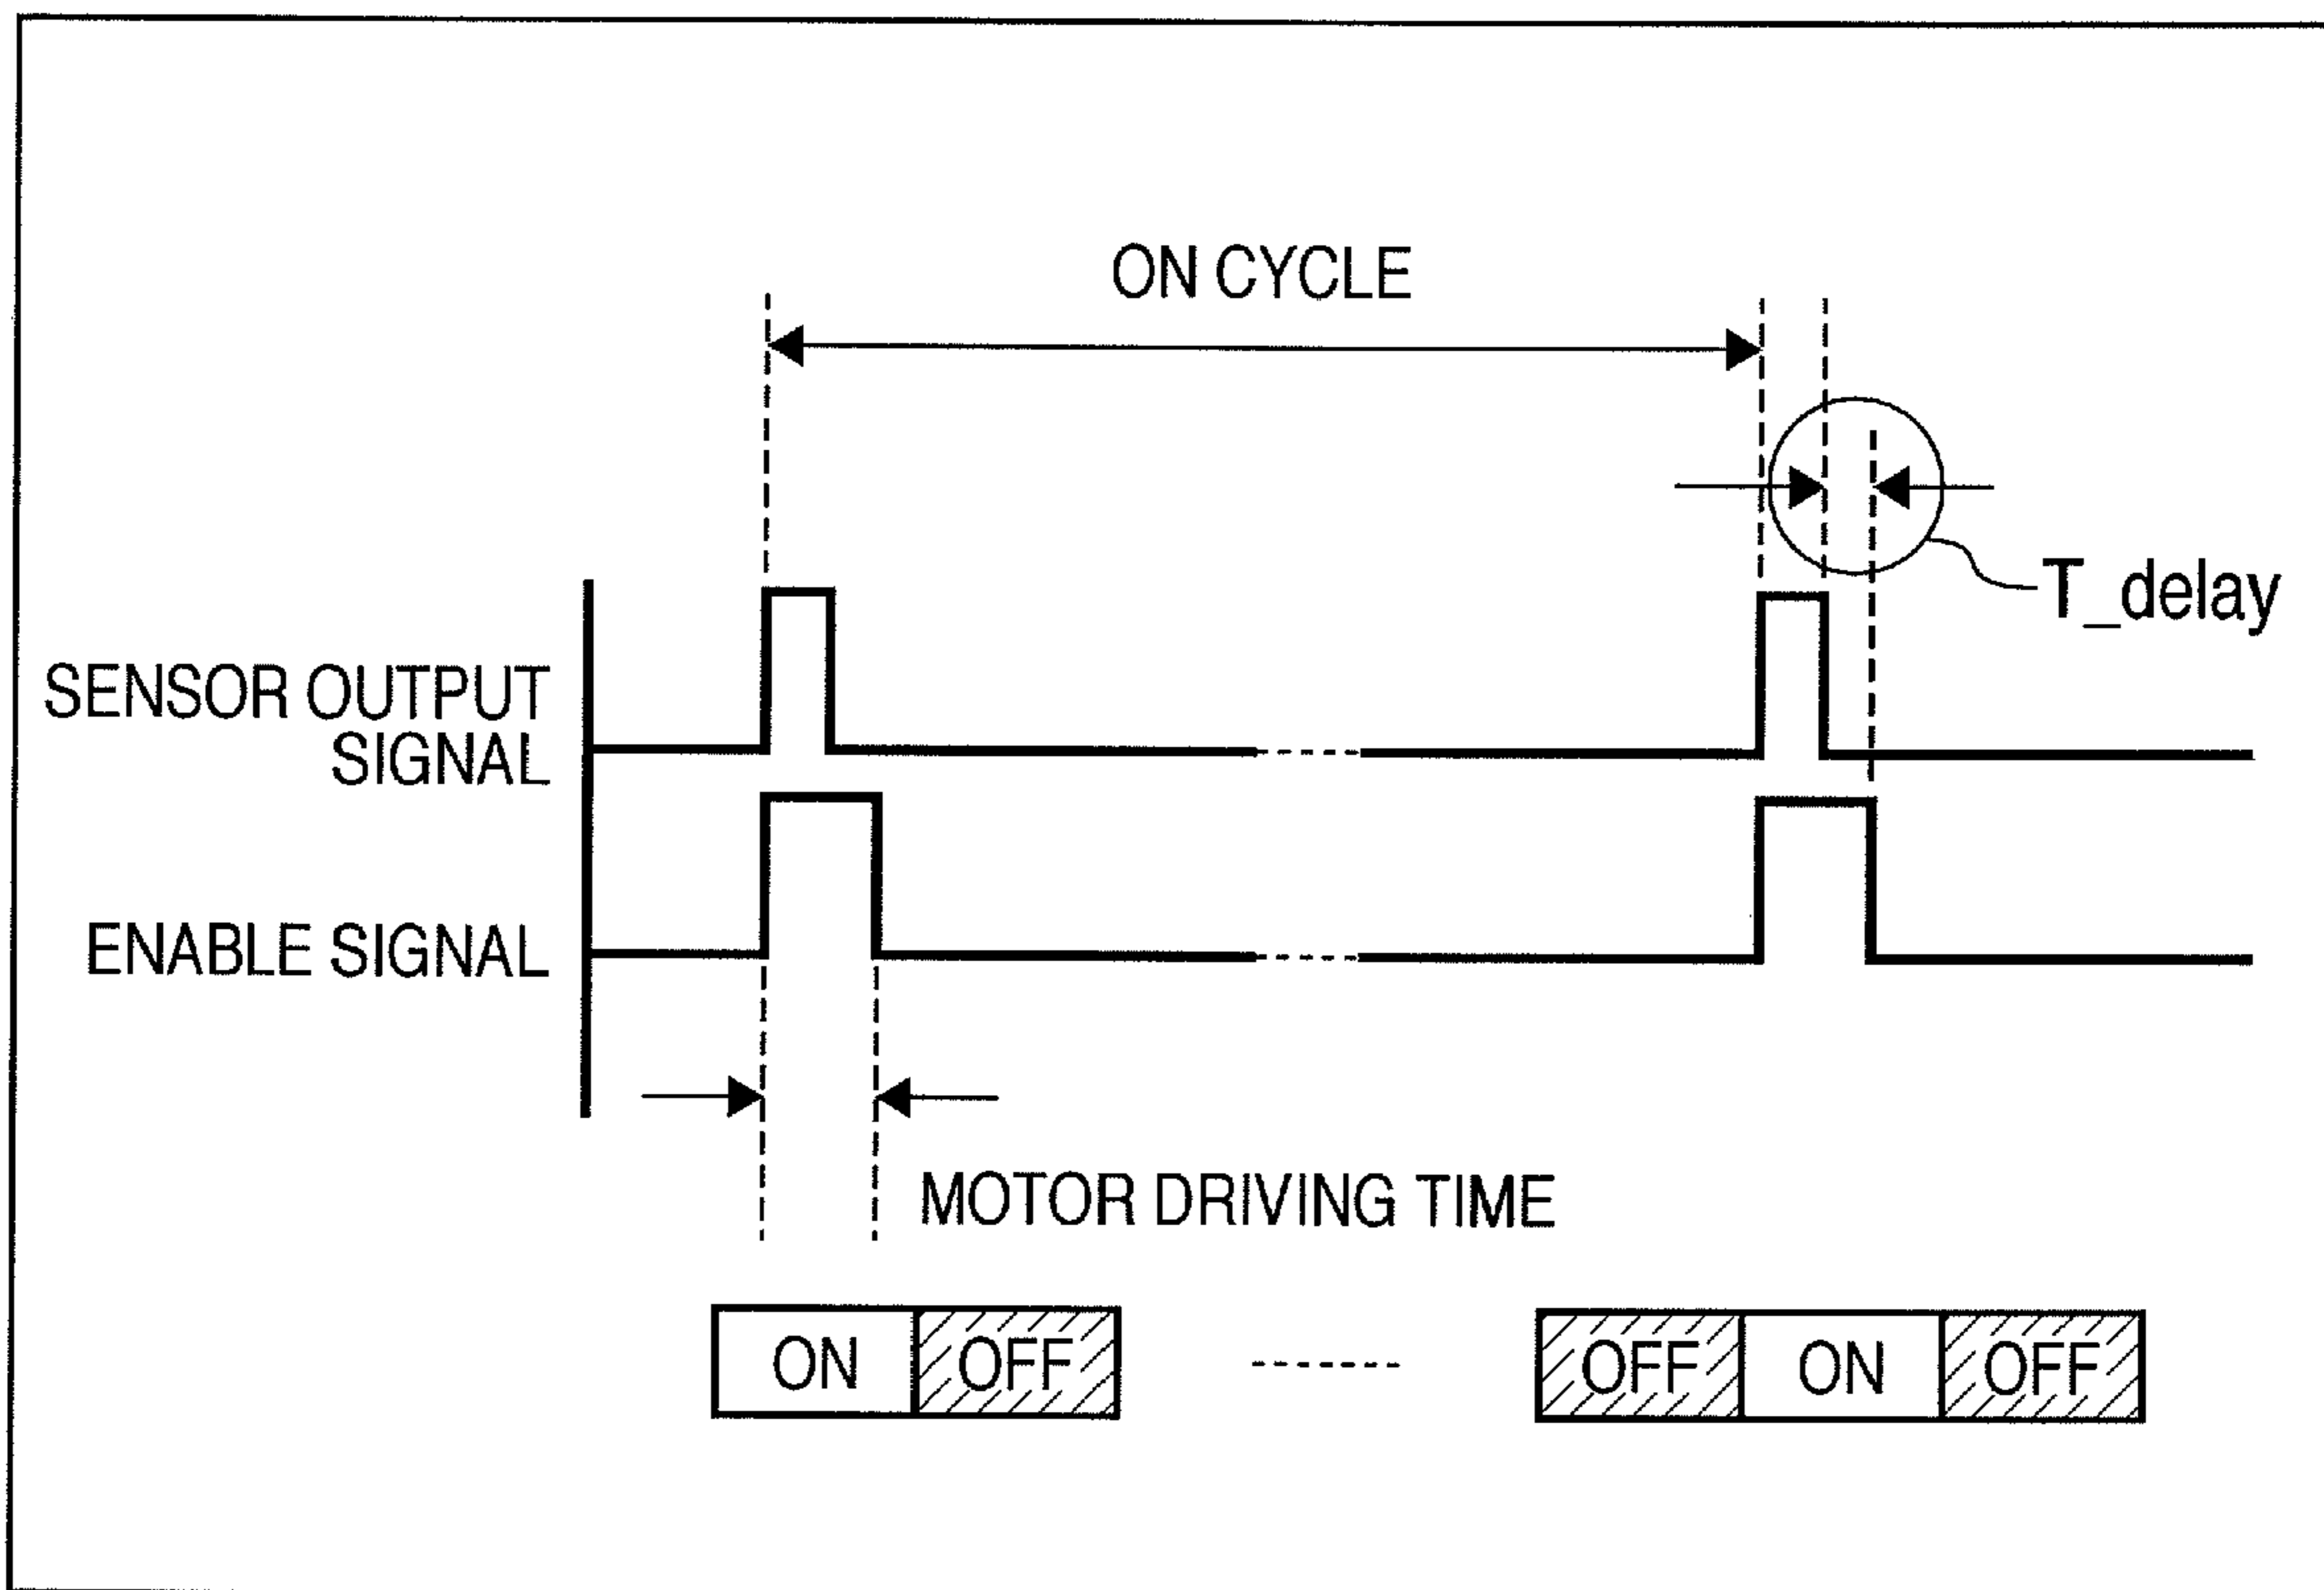 ON CYCLE
T_delay
SENSOR OUTPUT
SIGNAL
ENABLE SIGNAL
MOTOR DRIVING TIME
ON OFF OFF ON OFF